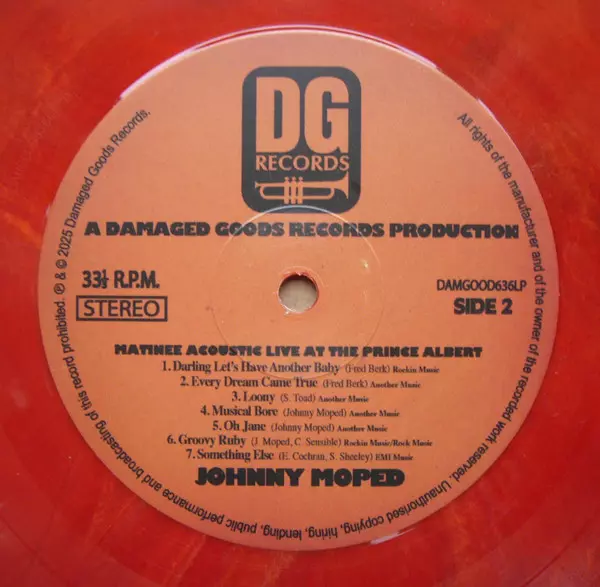 DG
RECORDS
A DAMAGED GOODS RECORDS PRODUCTION
33⅓ R.P.M.
STEREO
DAMGOOD636LP
SIDE 2
MATINEE ACOUSTIC LIVE AT THE PRINCE ALBERT
1. Darling Let's Have Another Baby (Fred Berk) Rockin Music
2. Every Dream Came True (Fred Berk) Another Music
3. Loony (S. Toad) Another Music
4. Musical Bore (Johnny Moped) Another Music
5. Oh Jane (Johnny Moped) Another Music
6. Groovy Ruby (J. Moped, C. Sensible) Rockin Music/Rock Music
7. Something Else (E. Cochran, S. Sheeley) EMI Music
JOHNNY MOPED
All rights of the manufacturer and of the owner of the recorded work reserved. Unauthorised copying, hiring, lending, public performance and broadcasting of this record prohibited. ℗ & © 2025 Damaged Goods Records.